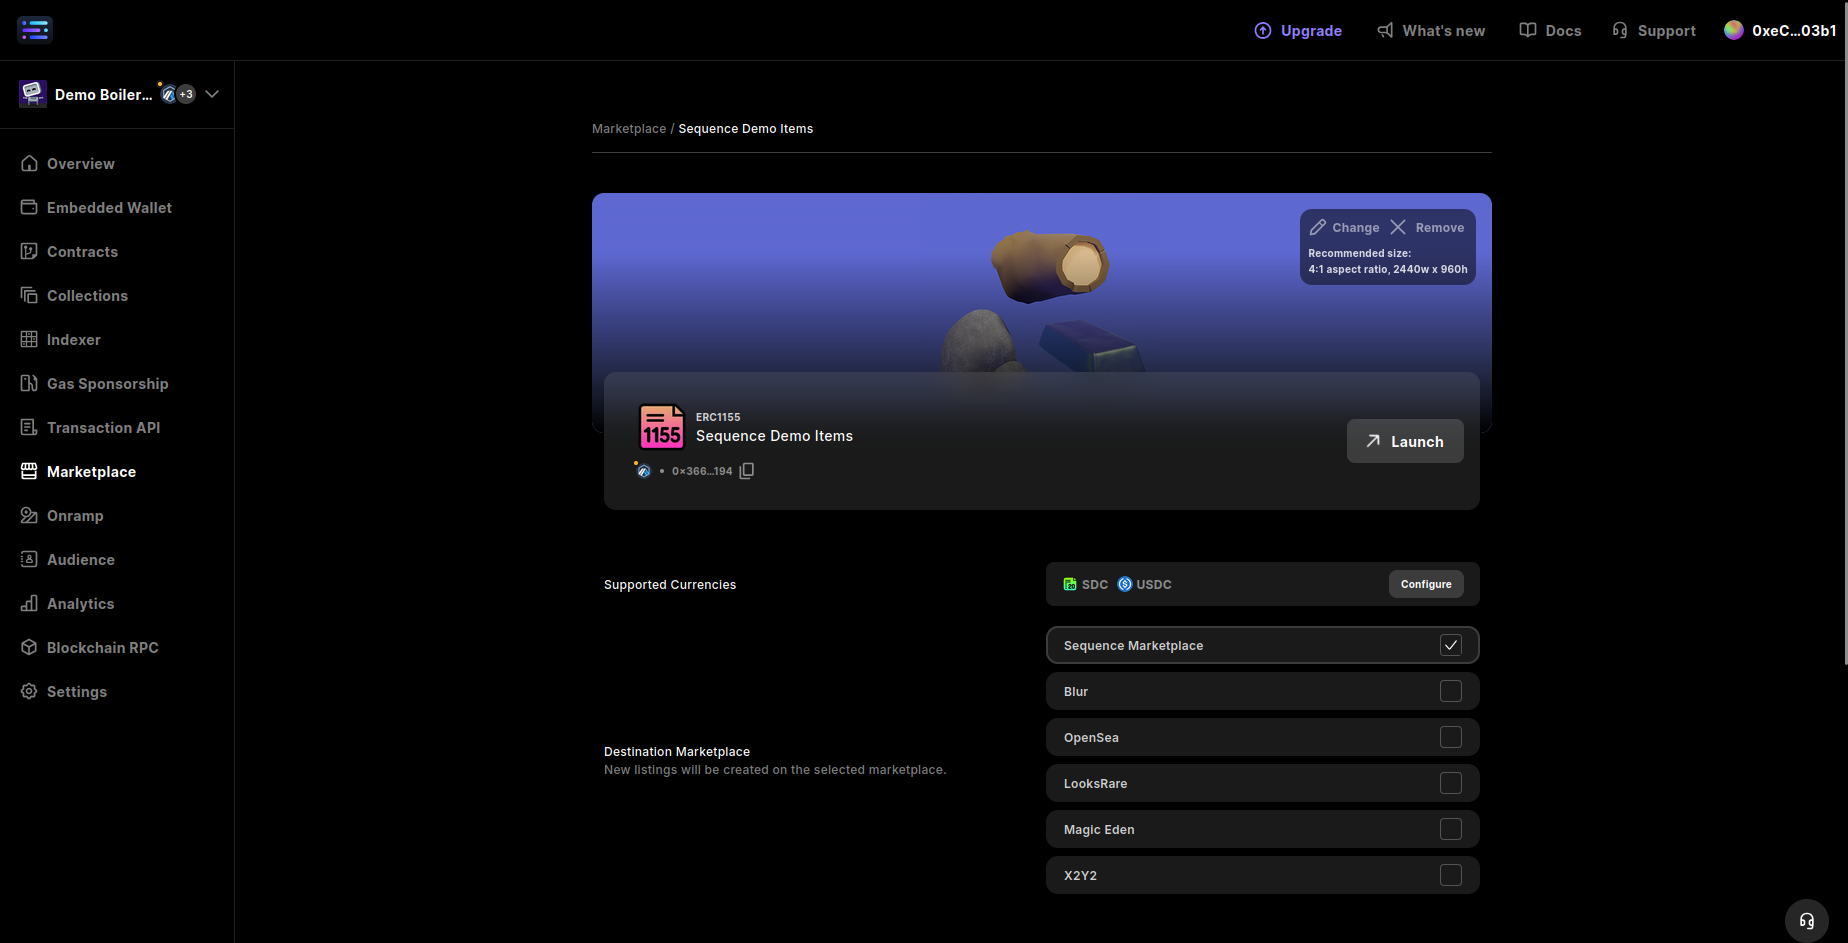 Upgrade
What's new
Docs
Support
0xeC...03b1
Demo Boiler...
+3
Overview
Embedded Wallet
Contracts
Collections
Indexer
Gas Sponsorship
Transaction API
Marketplace
Onramp
Audience
Analytics
Blockchain RPC
Settings
Marketplace / Sequence Demo Items
Change
Remove
Recommended size:
4:1 aspect ratio, 2440w x 960h
1155
ERC1155
Sequence Demo Items
0x366...194
Launch
Supported Currencies
SDC
USDC
Configure
Destination Marketplace
New listings will be created on the selected marketplace.
Sequence Marketplace
Blur
OpenSea
LooksRare
Magic Eden
X2Y2